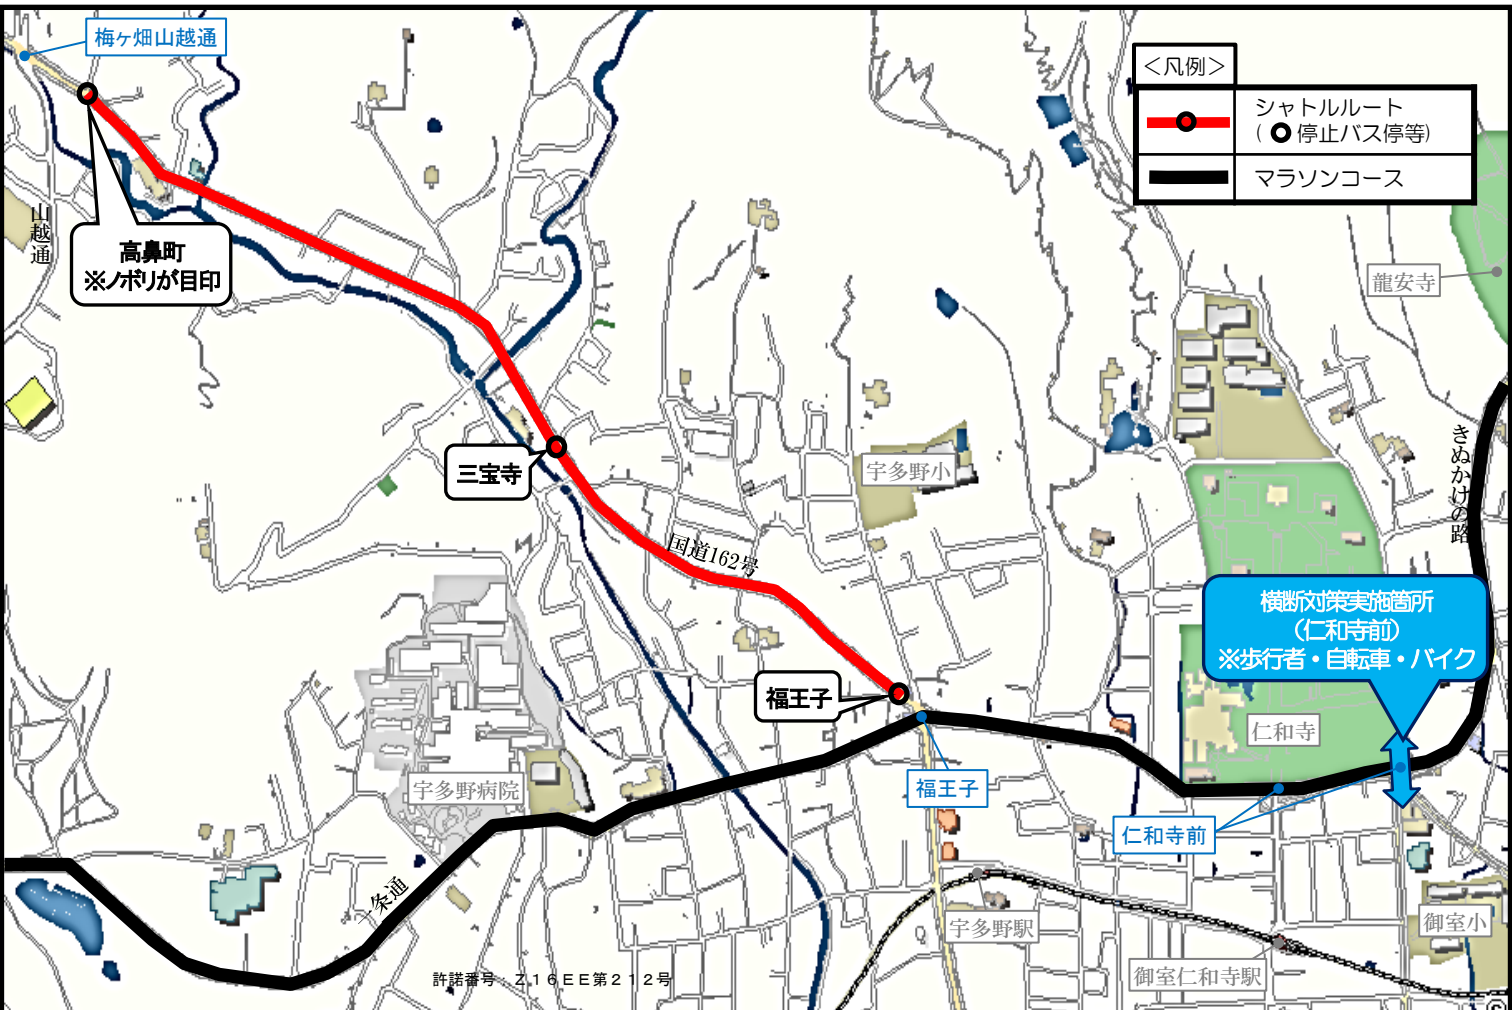 梅ヶ畑山越通
＜凡例＞
シャトルルート
(○停止バス停等)
マラソンコース
山越通
高鼻町
※ノボリが目印
龍安寺
きぬかけの路
三宝寺
宇多野小
国道162号
横断対策実施箇所
（仁和寺前）
※歩行者・自転車・バイク
福王子
仁和寺
宇多野病院
福王子
仁和寺前
一条通
宇多野駅
御室小
御室仁和寺駅
許諾番号 Ｚ１６ＥＥ第２１２号